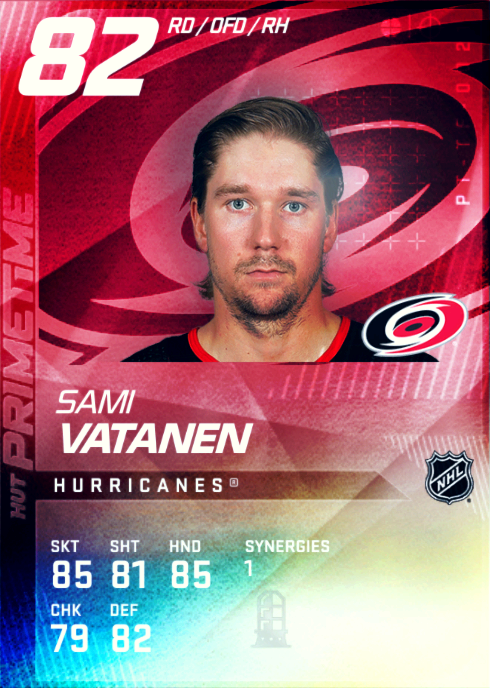 82
RD / OFD / RH
HUT PRIMETIME
SAMI
VATANEN
HURRICANES®
NHL
SKT SHT HND SYNERGIES
85 81 85 1
CHK DEF
79 82